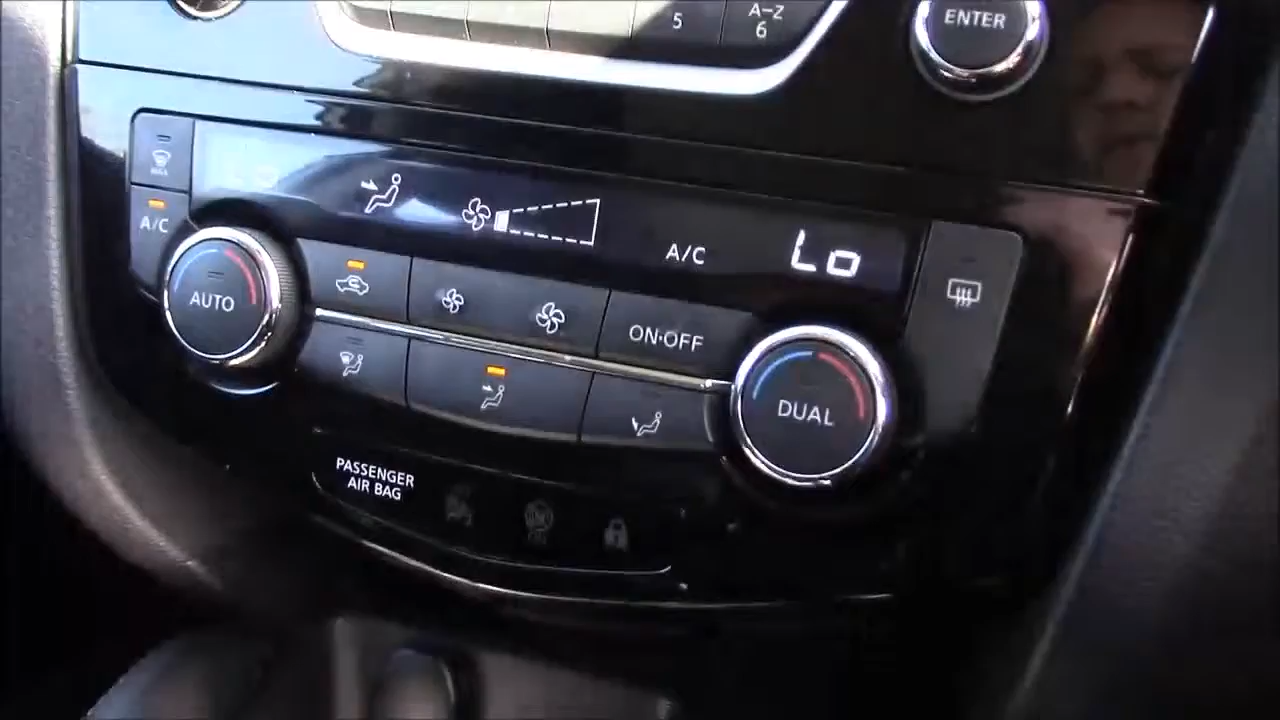 5
A-Z
6
ENTER
A/C
AUTO
A/C
Lo
ON·OFF
DUAL
PASSENGER
AIR BAG